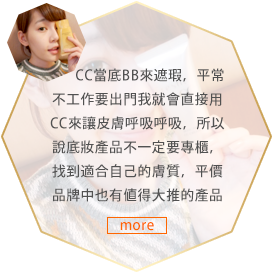 CC當底BB來遮瑕，平常
不工作要出門我就會直接用
CC來讓皮膚呼吸呼吸，所以
說底妝產品不一定要專櫃，
找到適合自己的膚質，平價
品牌中也有值得大推的產品
more